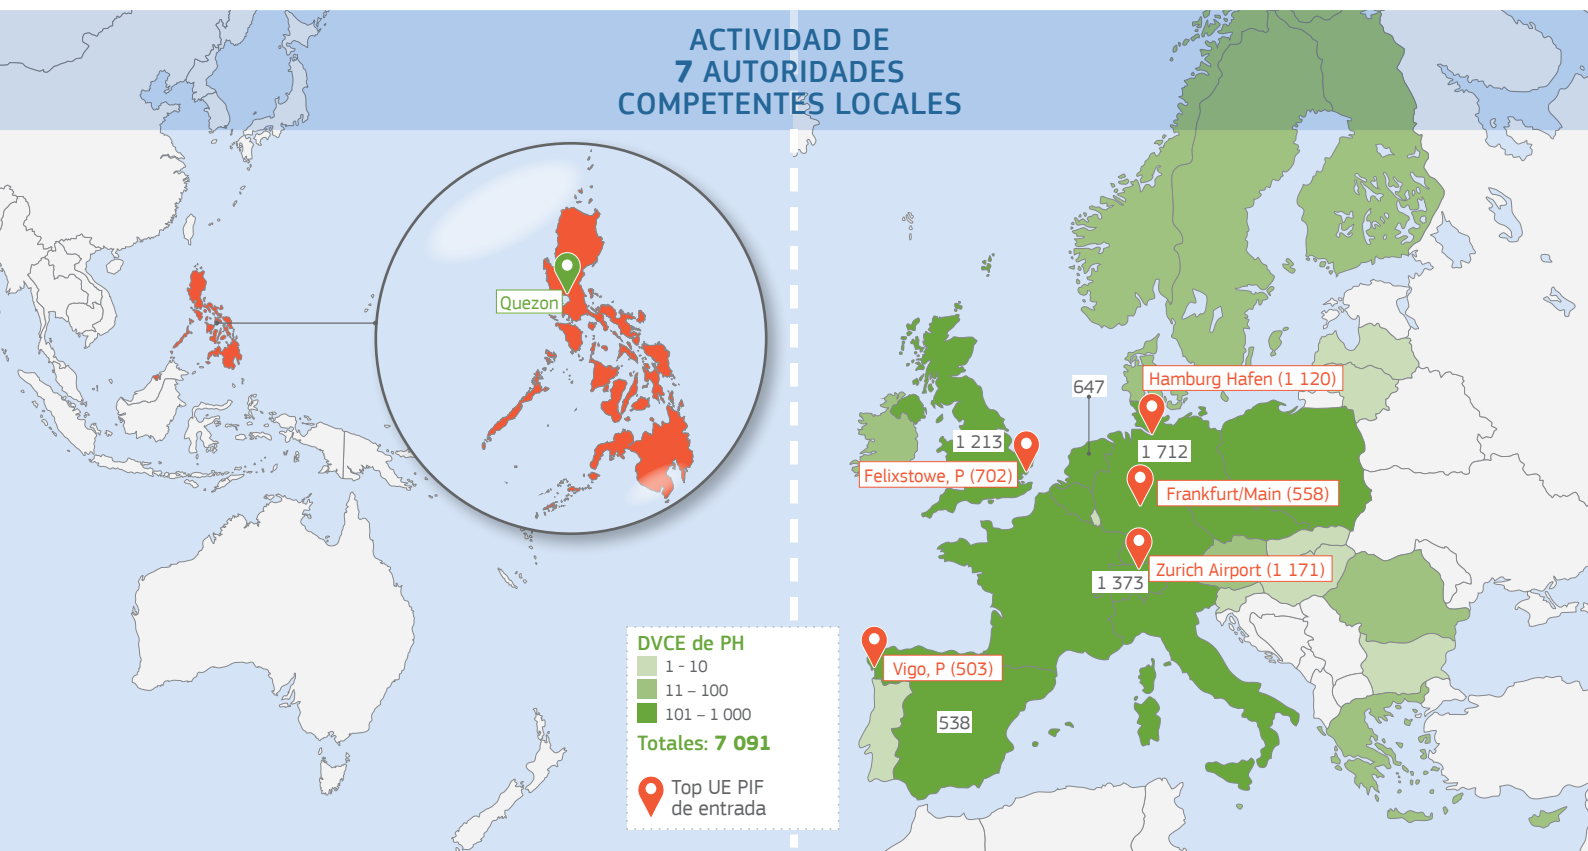 ACTIVIDAD DE
7 AUTORIDADES
COMPETENTES LOCALES
Quezon
647
Hamburg Hafen (1 120)
1 213
1 712
Felixstowe, P (702)
Frankfurt/Main (558)
Zurich Airport (1 171)
1 373
Vigo, P (503)
538
DVCE de PH
1 - 10
11 – 100
101 – 1 000
Totales: 7 091
Top UE PIF
de entrada